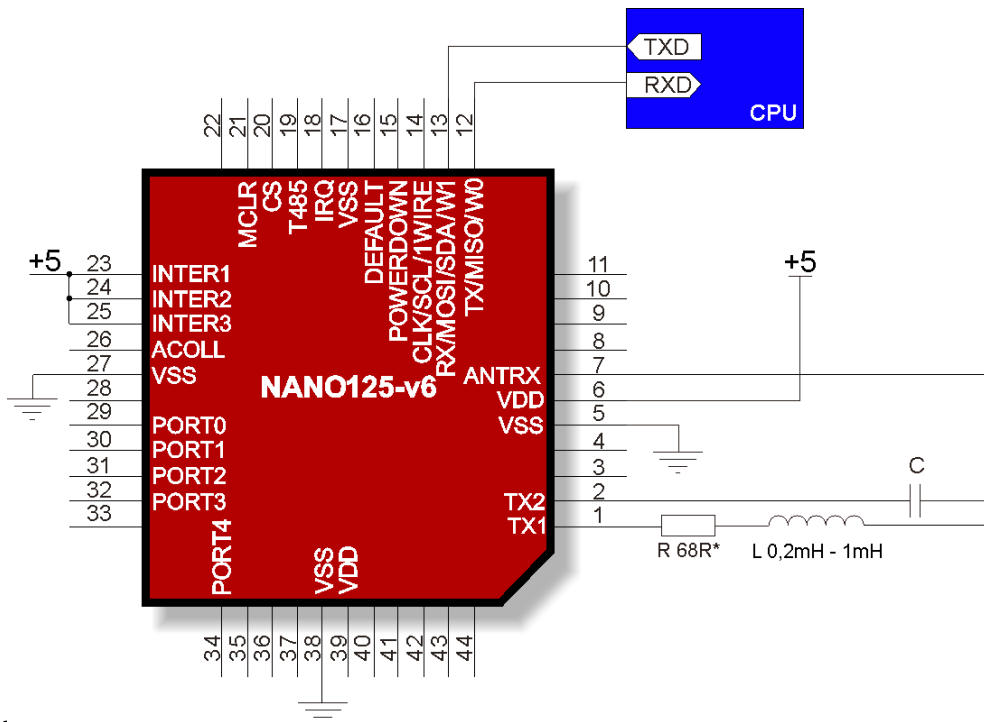 TXD
RXD
CPU
22
21
20
19
18
17
16
15
14
13
12
MCLR
CS
T485
IRQ
VSS
DEFAULT
POWERDOWN
CLK/SCL/1WIRE
RX/MOSI/SDA/W1
TX/MISO/W0
+5
23
INTER1
24
INTER2
25
INTER3
26
ACOLL
27
VSS
28
29
PORT0
30
PORT1
31
PORT2
32
PORT3
33
NANO125-v6
11
10
9
8
ANTRX
7
VDD
6
VSS
5
4
3
TX2
2
TX1
1
+5
C
R 68R*
L 0,2mH - 1mH
PORT4
VSS
VDD
34
35
36
37
38
39
40
41
42
43
44